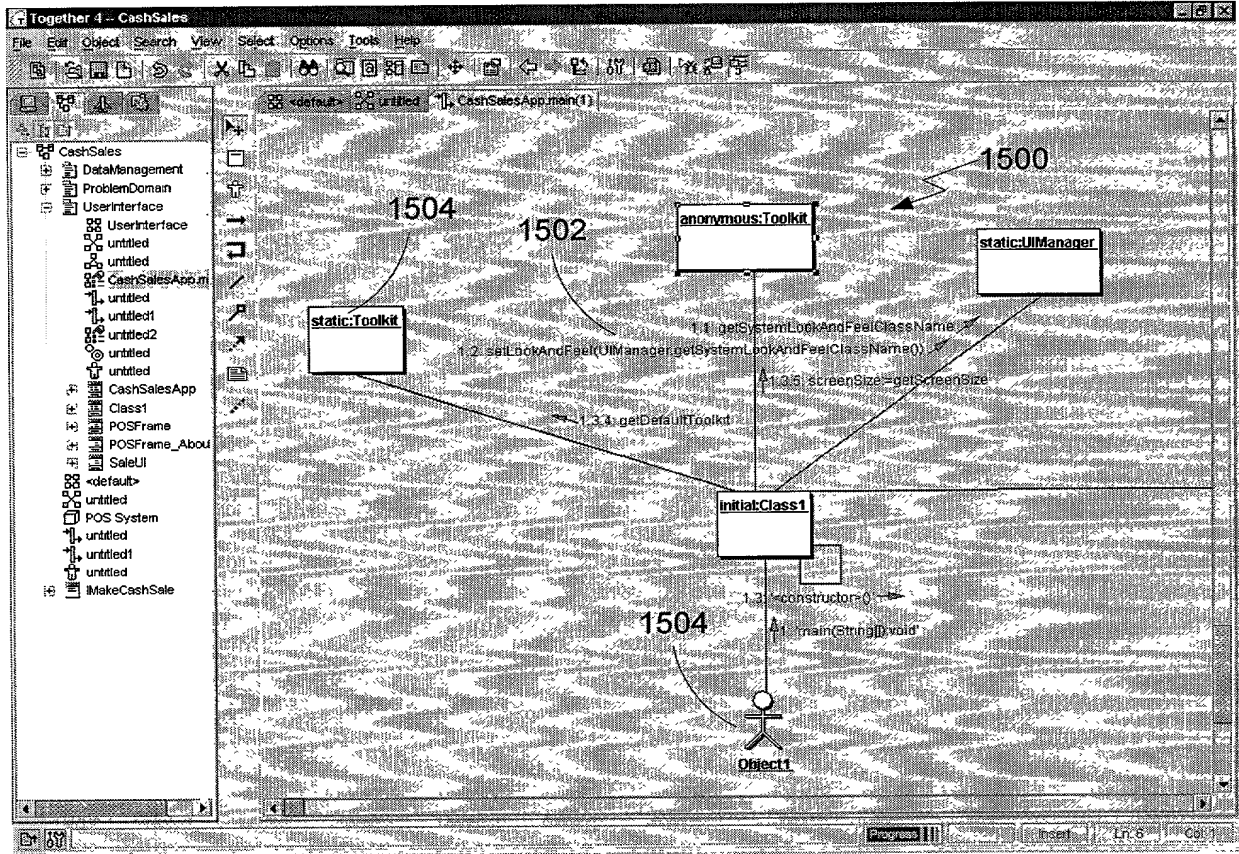 Together 4 -- CashSales
File Edit Object Search View Select Options Tools Help
<default> untitled CashSalesApp.main(1)
CashSales
DataManagement
ProblemDomain
UserInterface
UserInterface
untitled
untitled
CashSalesApp.m
untitled
untitled1
untitled2
untitled
untitled
CashSalesApp
Class1
POSFrame
POSFrame_Abou
SaleUI
<default>
untitled
POS System
untitled
untitled1
untitled
IMakeCashSale
1500
1504
1502
anonymous:Toolkit
static:UIManager
static:Toolkit
1.1: getSystemLookAndFeelClassName
1.2: setLookAndFeel(UIManager.getSystemLookAndFeelClassName())
1.3.5: screenSize:=getScreenSize
1.3.4: getDefaultToolkit
initial:Class1
1.3: <constructor>()
1504
1: main(String[]):void
Object1
Progress Insert Ln: 6 Col: 1